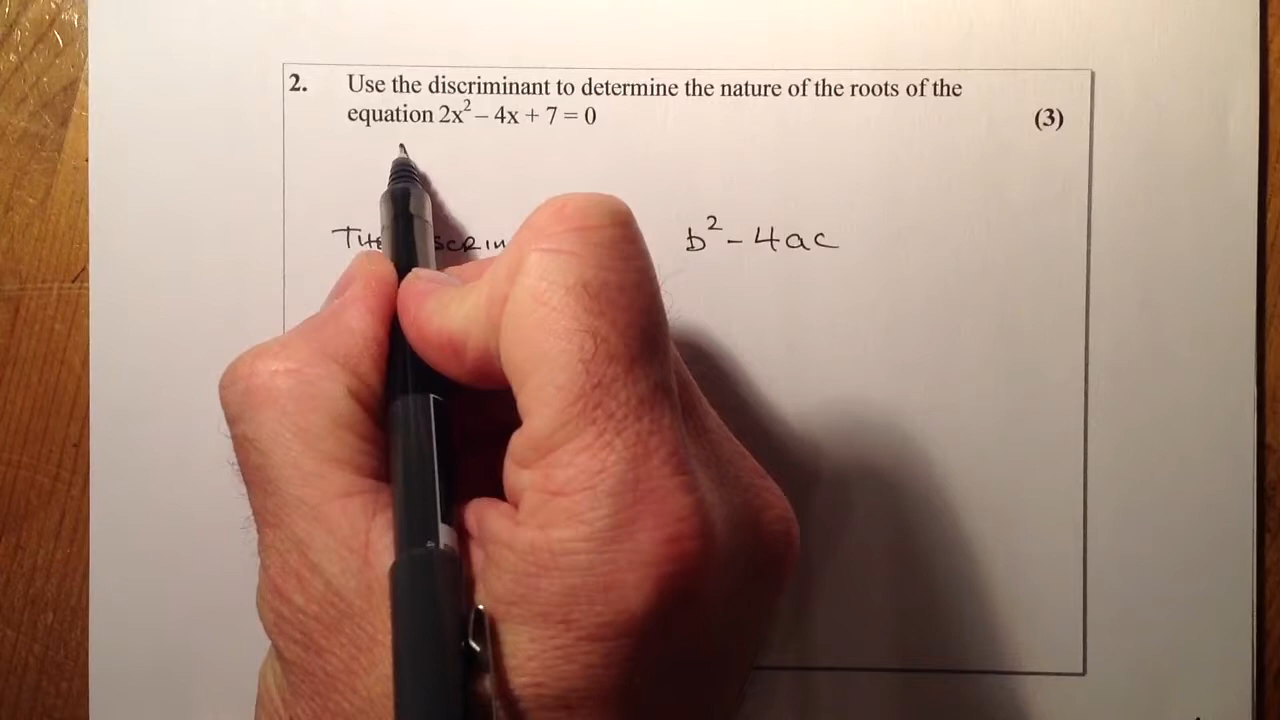 2. Use the discriminant to determine the nature of the roots of the
equation 2x² – 4x + 7 = 0 (3)
b² - 4ac